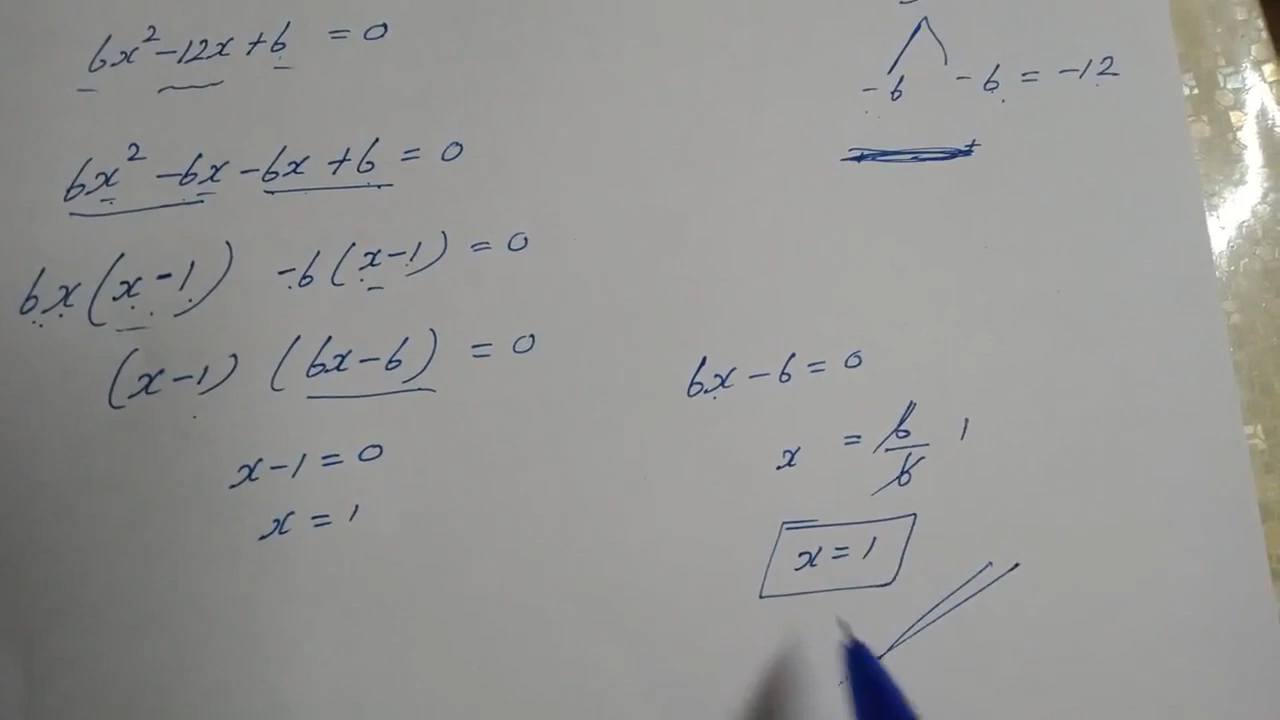 6x² -12x +6 = 0
-6 -6 = -12
6x² -6x -6x +6 = 0
6x(x-1) -6(x-1) = 0
(x-1) (6x-6) = 0
x-1 = 0
x = 1
6x-6 = 0
x = 6/6 1
x = 1